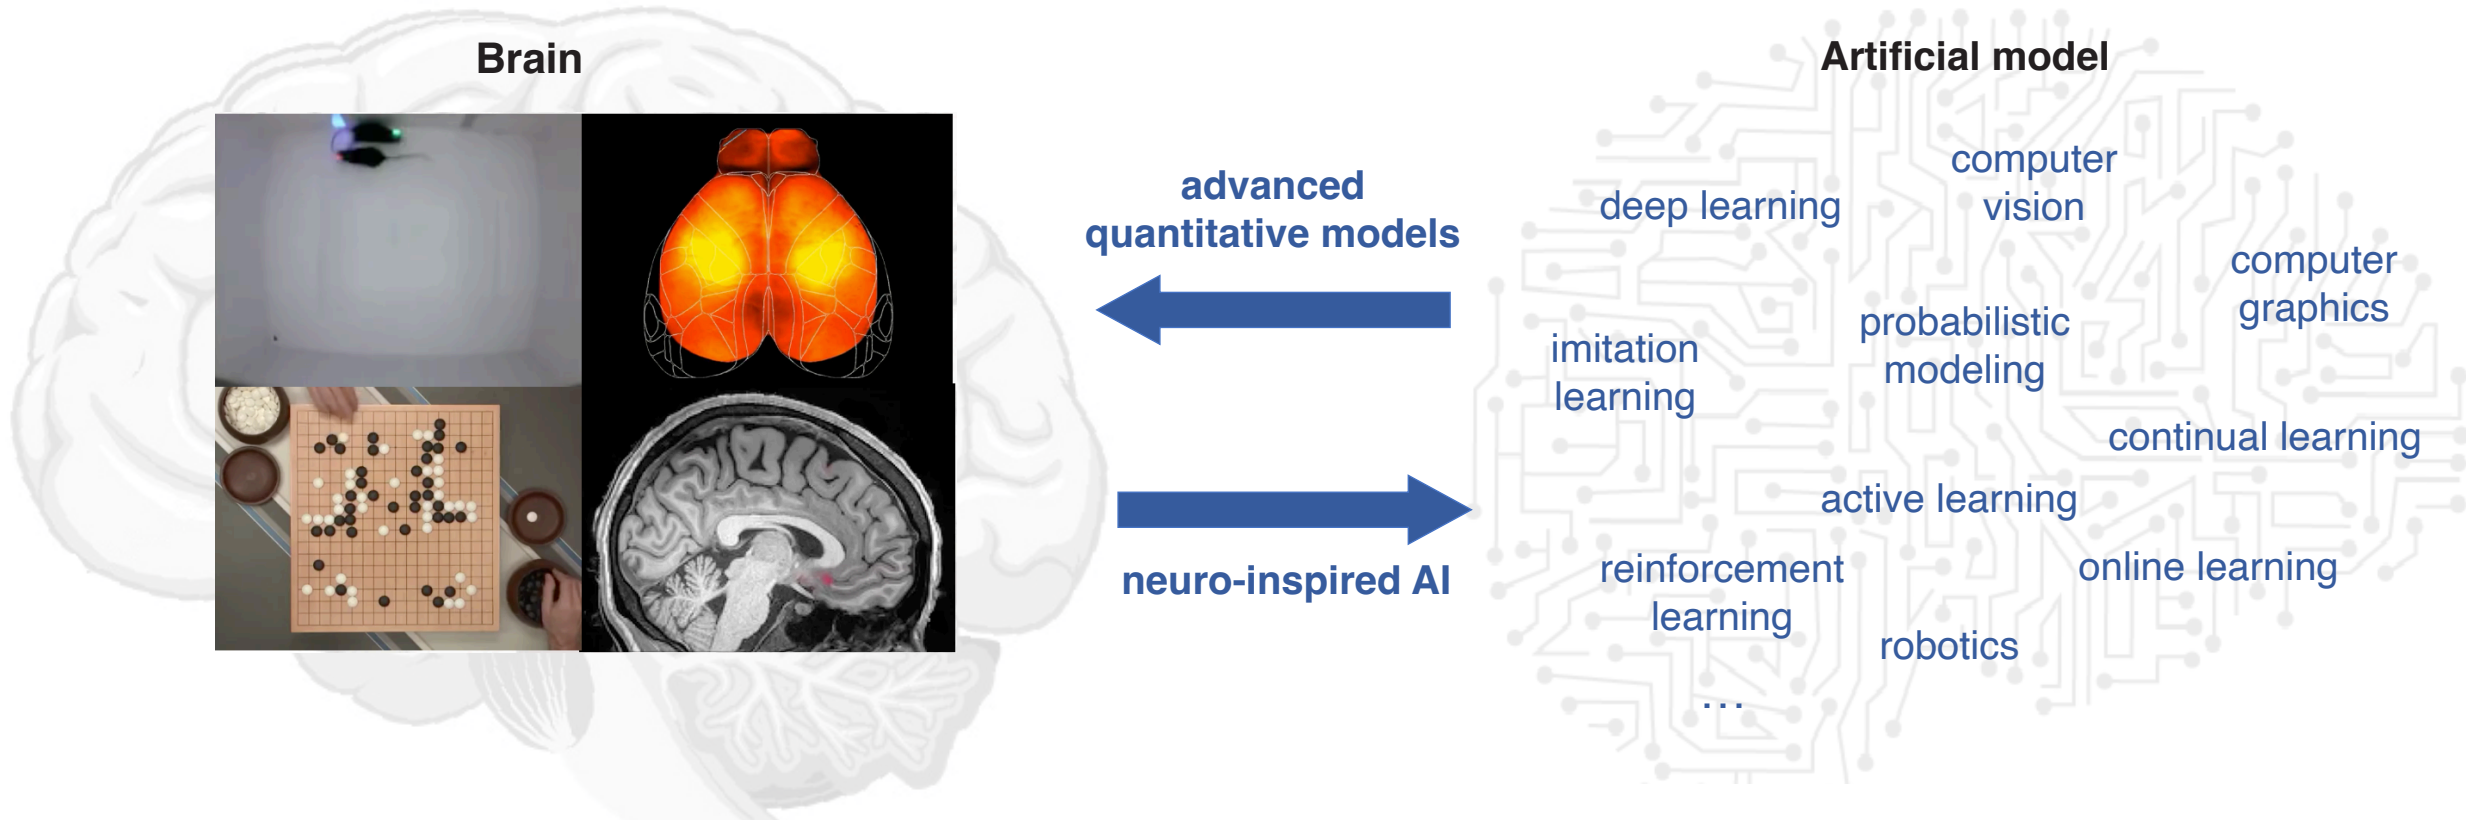 Brain
advanced
quantitative models
neuro-inspired AI
Artificial model
computer
vision
deep learning
computer
graphics
probabilistic
modeling
imitation
learning
continual learning
active learning
reinforcement
learning
online learning
robotics
...